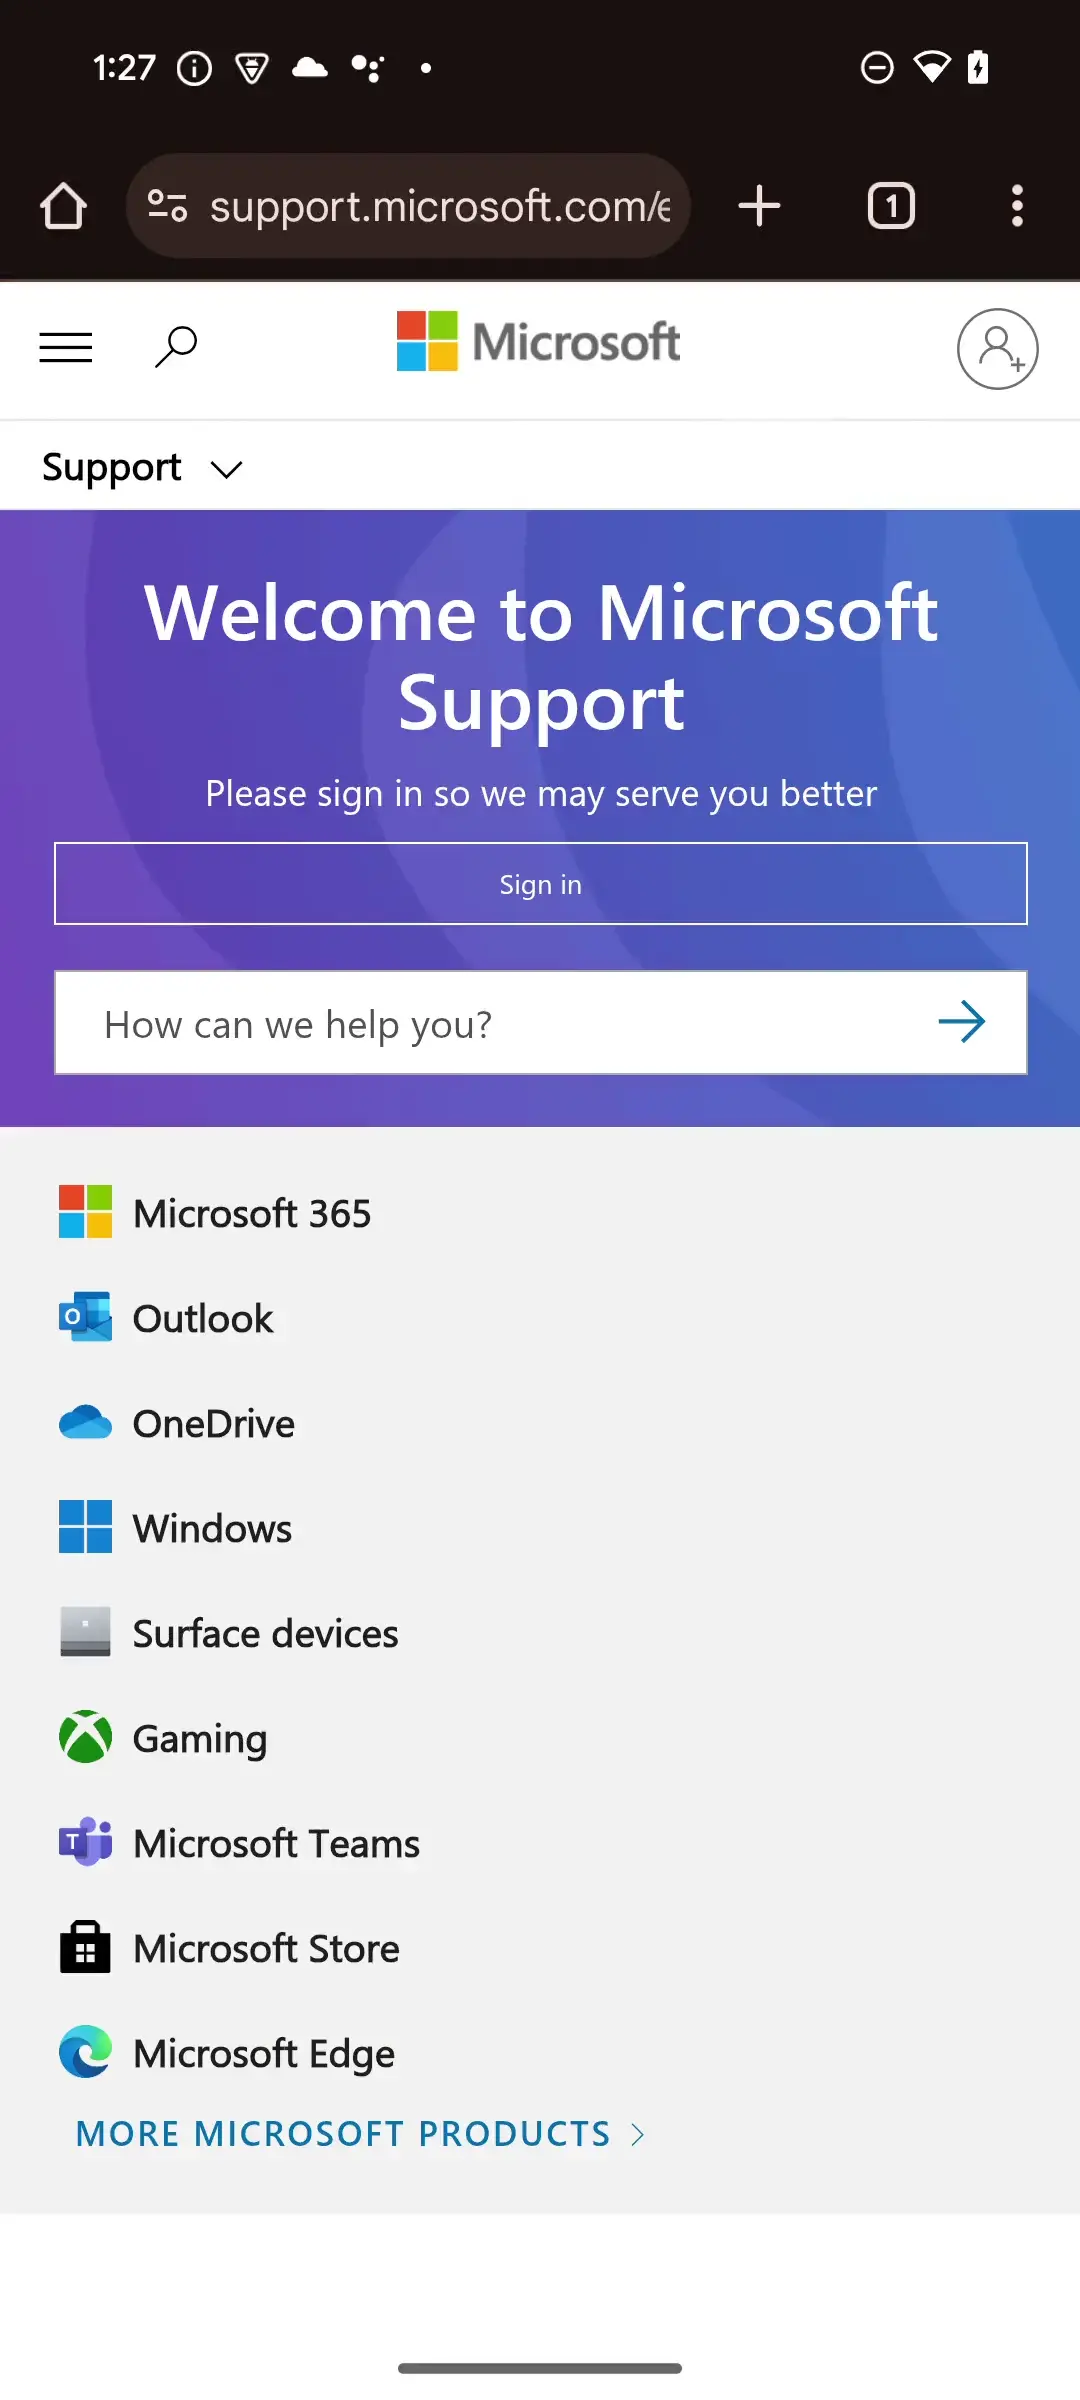 1:27
support.microsoft.com/e
1
Microsoft
Support
Welcome to Microsoft
Support
Please sign in so we may serve you better
Sign in
How can we help you?
Microsoft 365
Outlook
OneDrive
Windows
Surface devices
Gaming
Microsoft Teams
Microsoft Store
Microsoft Edge
MORE MICROSOFT PRODUCTS